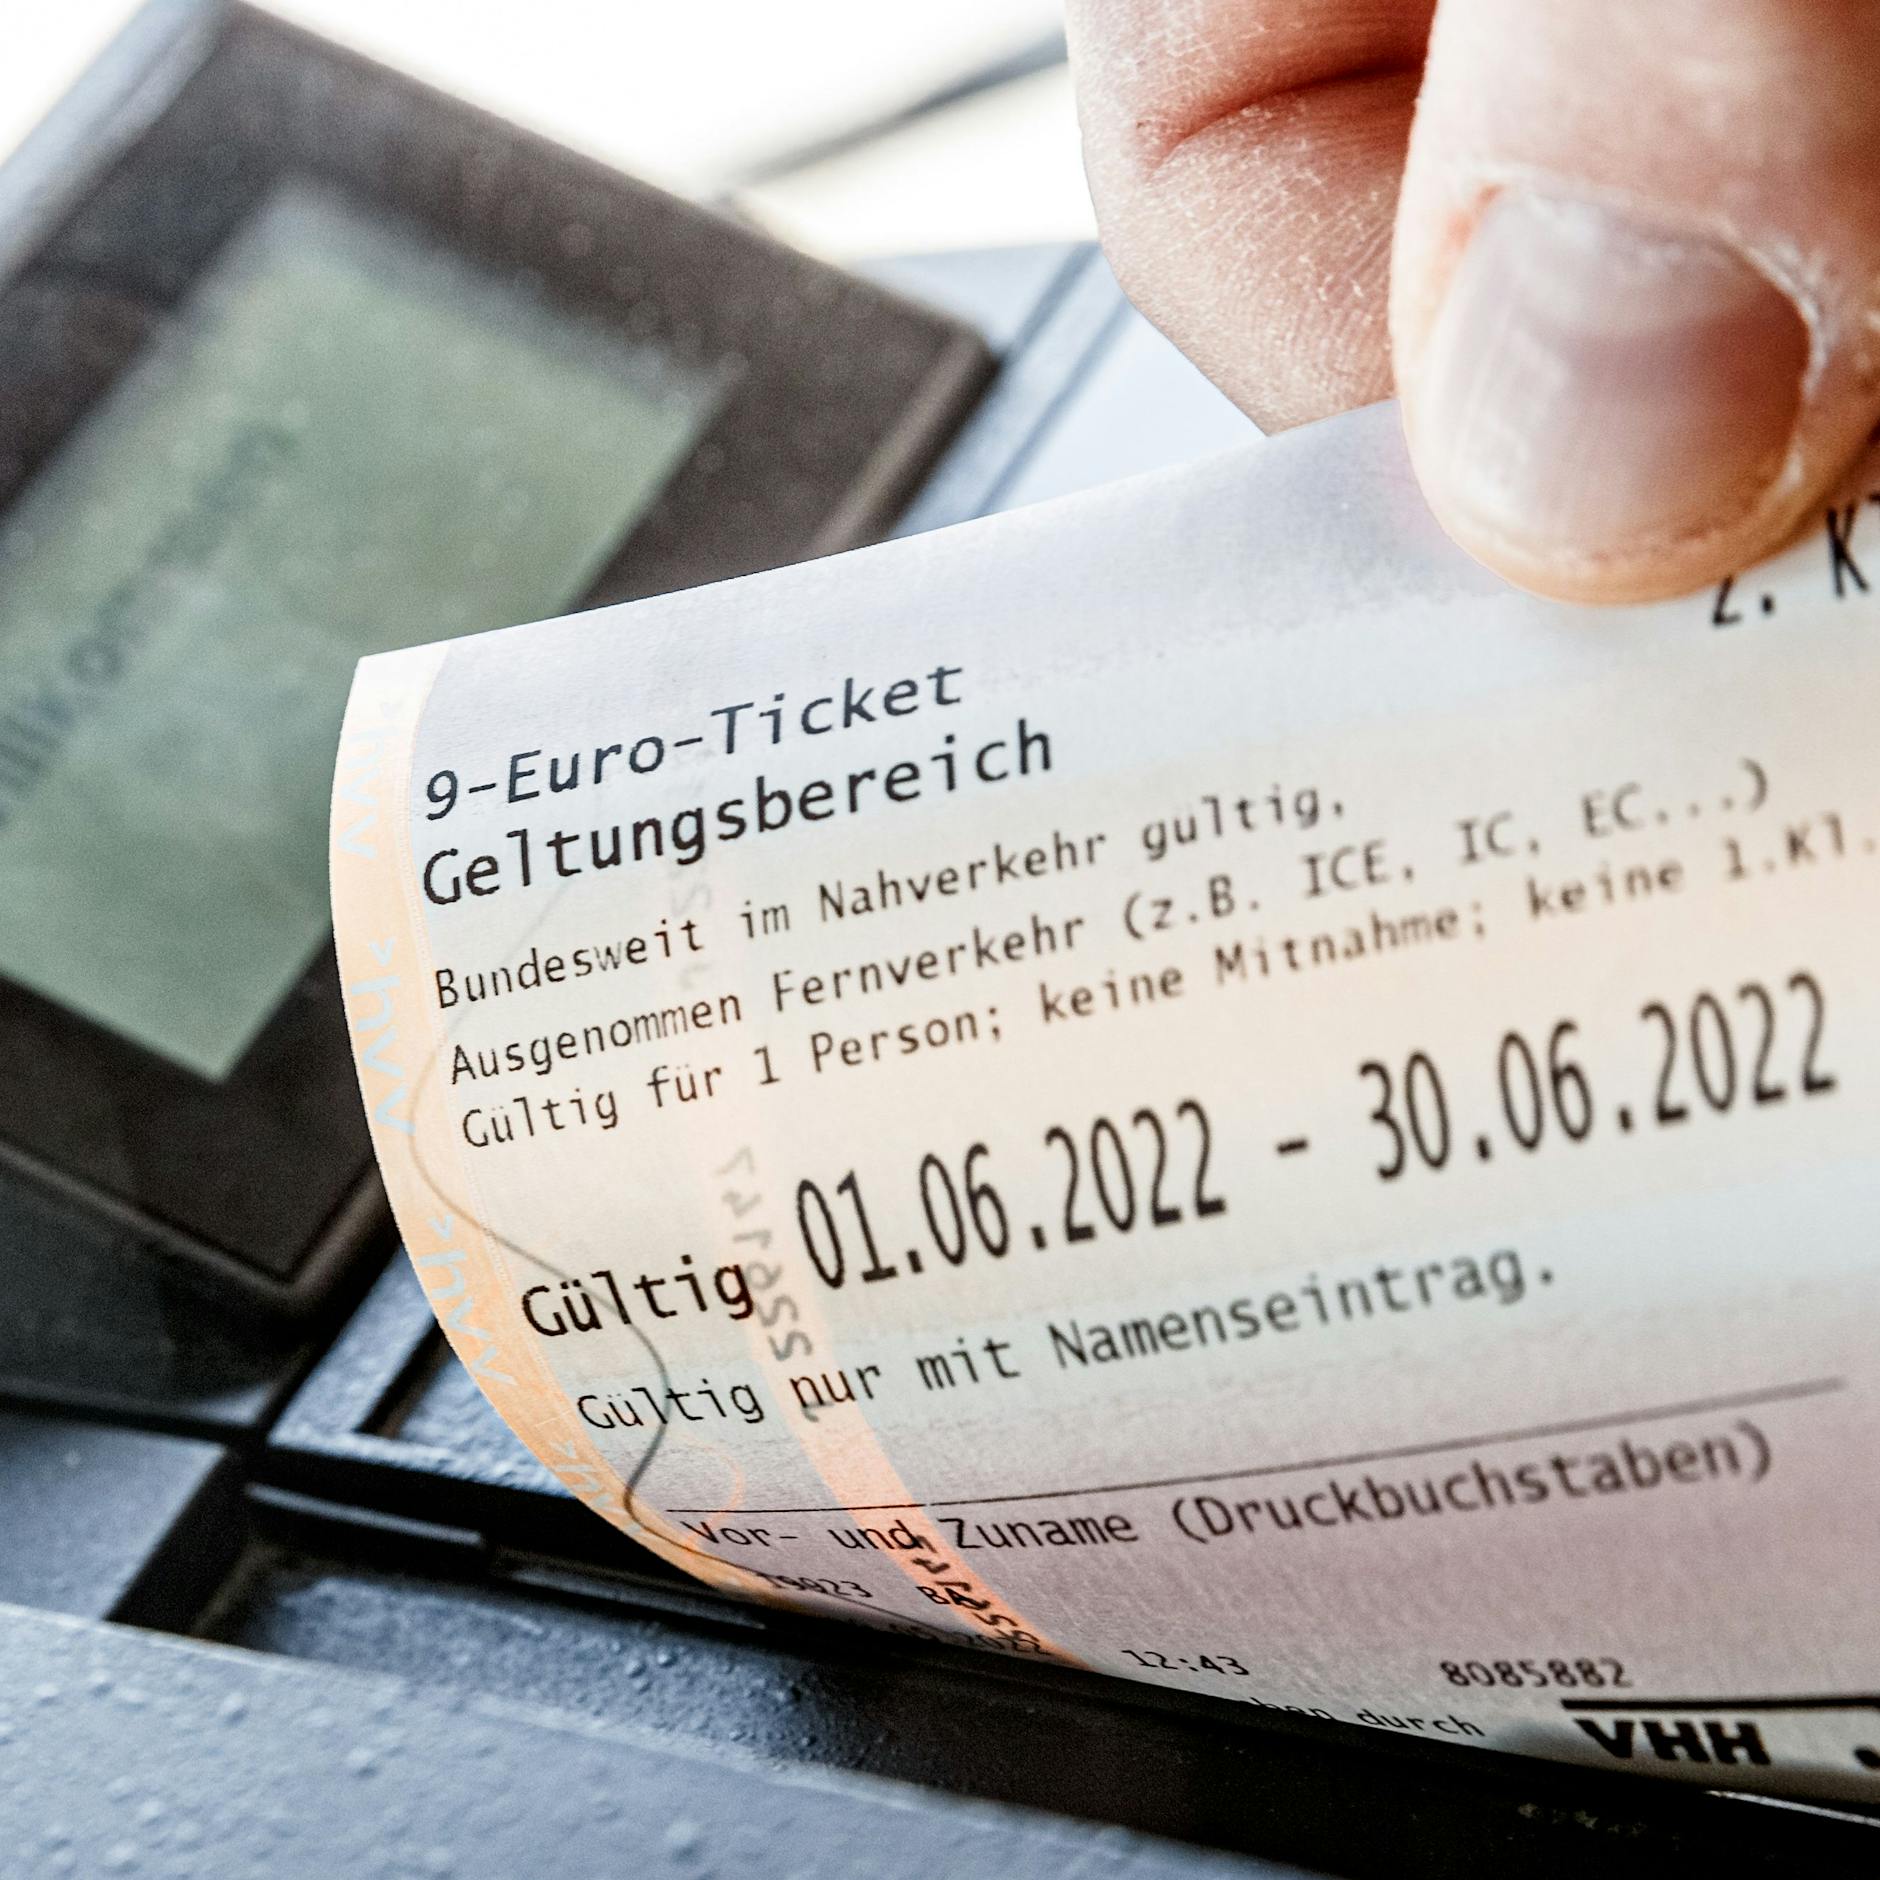 2. K
9-Euro-Ticket
Geltungsbereich
Bundesweit im Nahverkehr gültig,
Ausgenommen Fernverkehr (z.B. ICE, IC, EC...)
Gültig für 1 Person; keine Mitnahme; keine 1.Kl.
Gültig 01.06.2022 - 30.06.2022
Gültig nur mit Namenseintrag.
Vor- und Zuname (Druckbuchstaben)
12:43 8085882
durch VHH